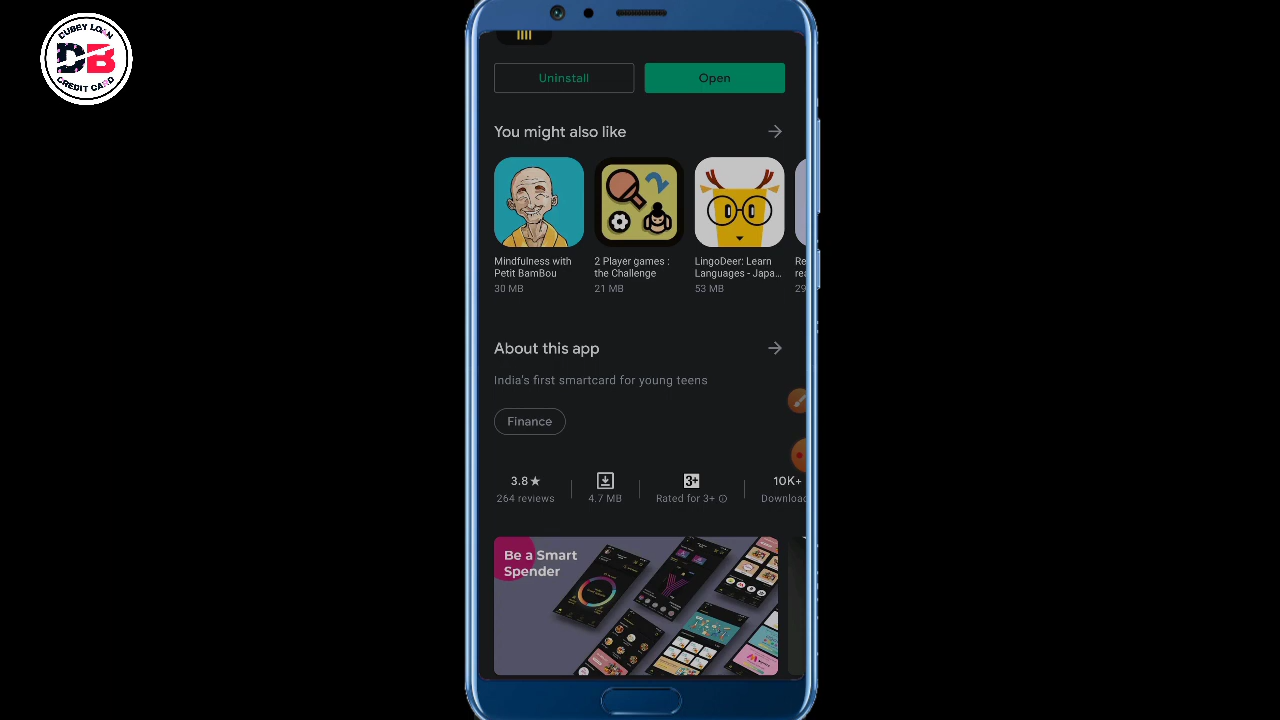 DUBEY LOAN
DB
CREDIT CARD
Uninstall
Open
You might also like
Mindfulness with
Petit BamBou
30 MB
2 Player games :
the Challenge
21 MB
LingoDeer: Learn
Languages - Japa...
53 MB
About this app
India's first smartcard for young teens
Finance
3.8★
264 reviews
4.7 MB
3+
Rated for 3+
10K+
Be a Smart
Spender